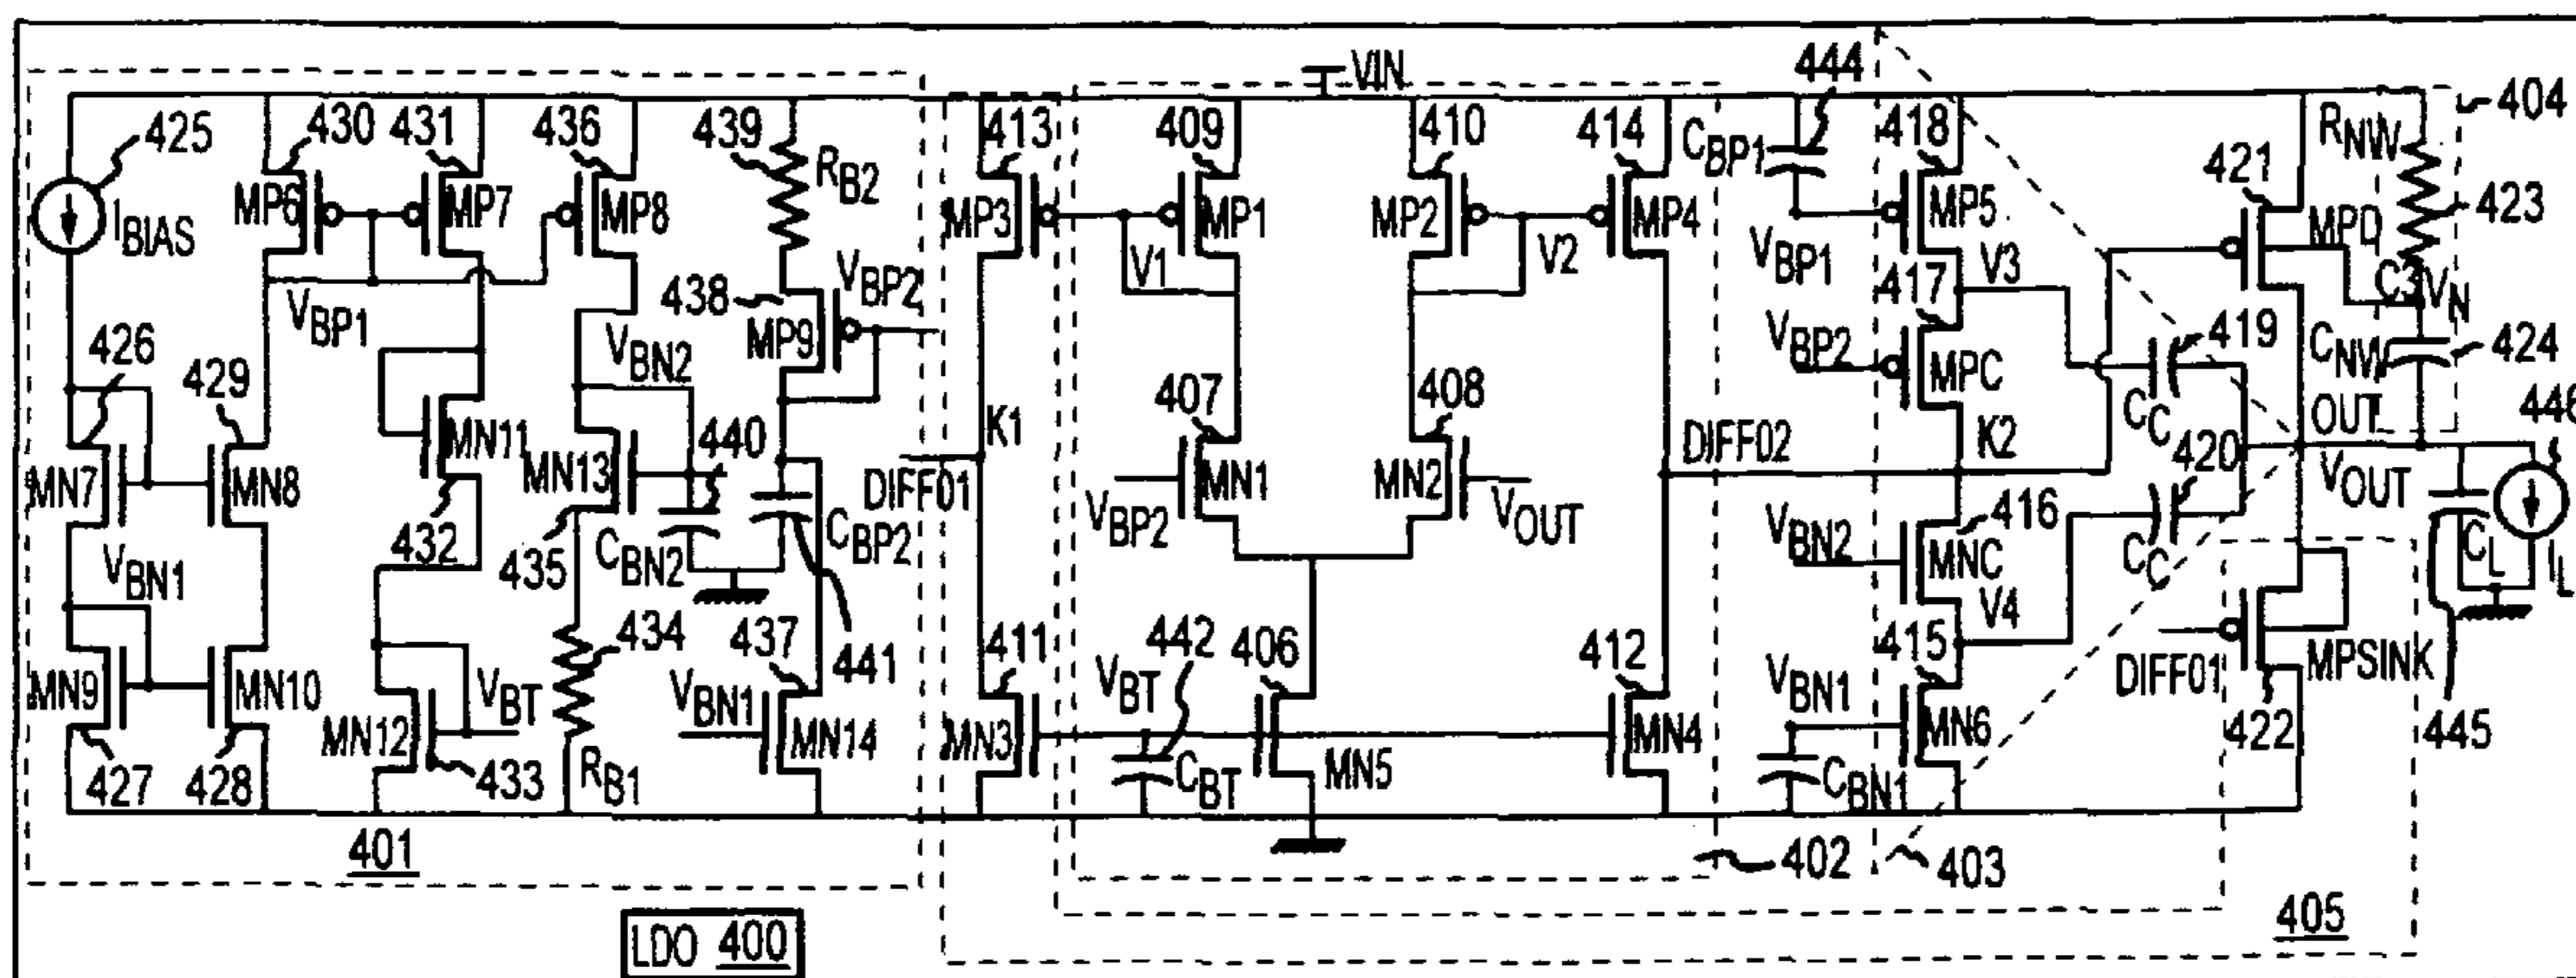 VIN
444
404
425
430
431
436
439
413
409
410
414
CBP1
418
RNW
421
423
IBIAS
MP6
MP7
MP8
RB2
MP3
MP1
MP2
MP4
MP5
MPD
VBP1
438
VBP2
V1
V2
VBP1
V3
C3
VN
426
VBN2
MP9
417
419
CNW
424
429
VBP2
MPC
CC
OUT
446
407
408
MN11
440
K1
K2
MN7
MN8
MN13
DIFF01
MN1
MN2
DIFF02
420
VOUT
432
435
CBN2
CBP2
VBP2
VOUT
VBN2
416
MNC
CC
CL
IL
VBN1
434
437
441
411
442
406
412
V4
415
MN9
MN10
VBT
VBN1
VBT
VBN1
DIFF01
MPSINK
MN12
MN14
MN3
MN4
MN6
422
445
427
428
433
RB1
CBT
MN5
CBN1
401
402
403
LDO 400
405